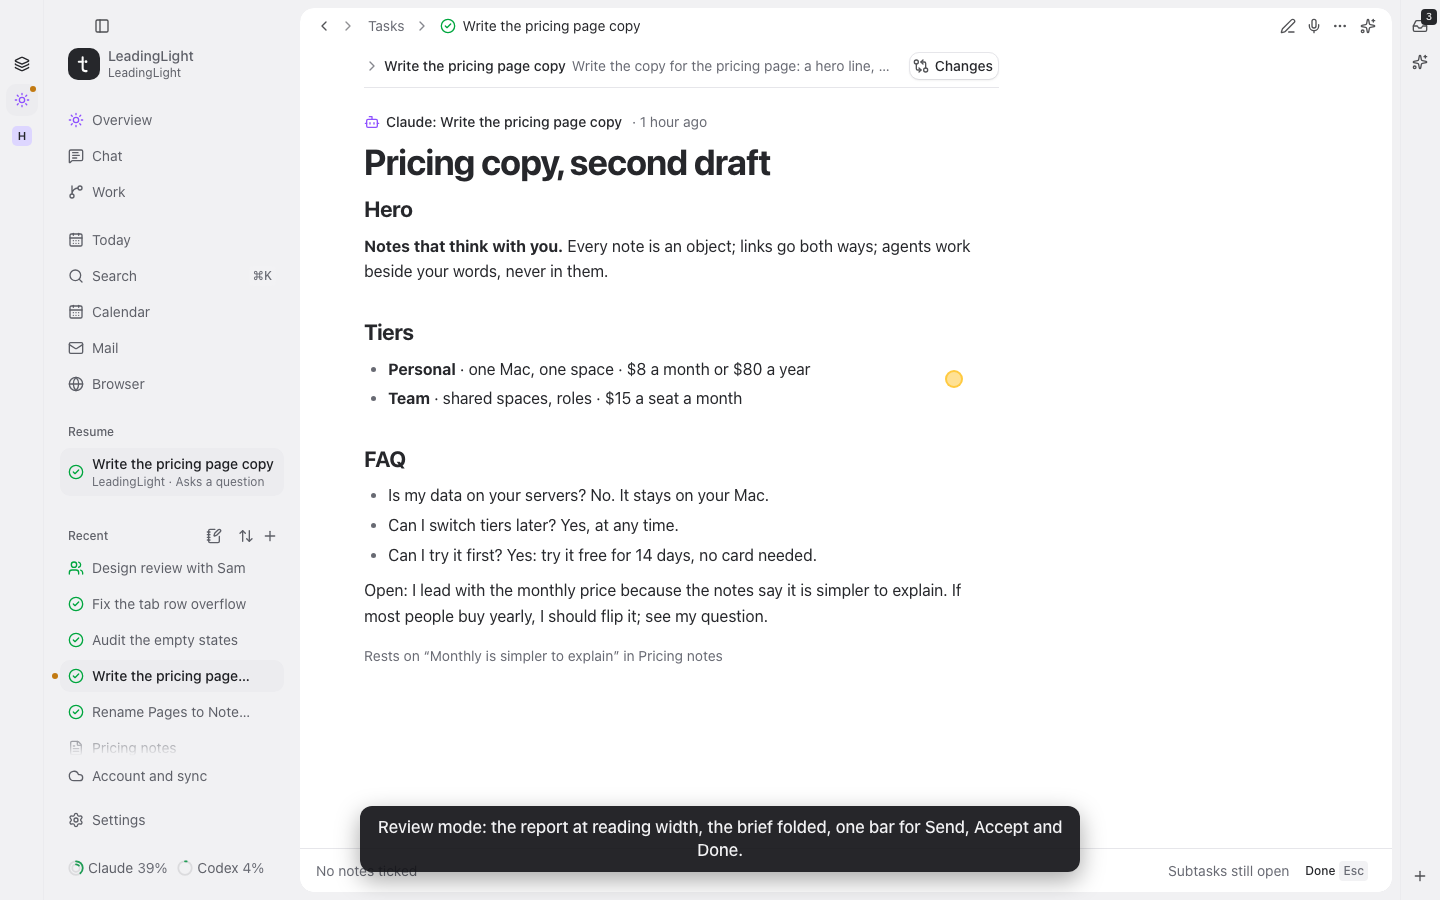 LeadingLight
LeadingLight
H
Overview
Chat
Work
Today
Search ⌘K
Calendar
Mail
Browser
Resume
Write the pricing page copy
LeadingLight · Asks a question
Recent
Design review with Sam
Fix the tab row overflow
Audit the empty states
Write the pricing page...
Rename Pages to Note...
Pricing notes
Account and sync
Settings
Claude 39% Codex 4%
Tasks Write the pricing page copy
3
Write the pricing page copy Write the copy for the pricing page: a hero line, ... Changes
Claude: Write the pricing page copy · 1 hour ago
Pricing copy, second draft
Hero
Notes that think with you. Every note is an object; links go both ways; agents work
beside your words, never in them.
Tiers
• Personal · one Mac, one space · $8 a month or $80 a year
• Team · shared spaces, roles · $15 a seat a month
FAQ
• Is my data on your servers? No. It stays on your Mac.
• Can I switch tiers later? Yes, at any time.
• Can I try it first? Yes: try it free for 14 days, no card needed.
Open: I lead with the monthly price because the notes say it is simpler to explain. If
most people buy yearly, I should flip it; see my question.
Rests on “Monthly is simpler to explain” in Pricing notes
Review mode: the report at reading width, the brief folded, one bar for Send, Accept and
Done.
No notes ticked Subtasks still open Done Esc